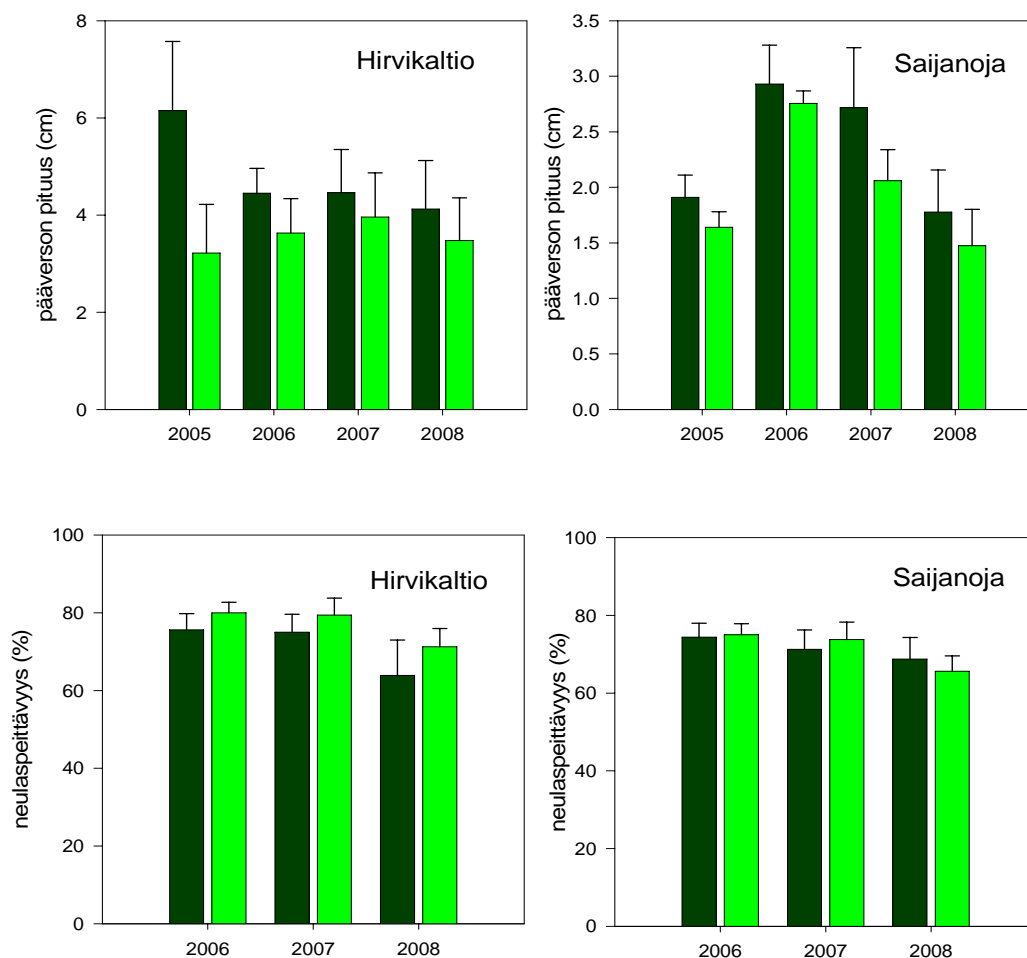 Hirvikaltio
pääverson pituus (cm)
8
6
4
2
0
2005 2006 2007 2008
Saijanoja
pääverson pituus (cm)
3.5
3.0
2.5
2.0
1.5
1.0
0.5
0.0
2005 2006 2007 2008
Hirvikaltio
neulaspeittävyys (%)
100
80
60
40
20
0
2006 2007 2008
Saijanoja
neulaspeittävyys (%)
100
80
60
40
20
0
2006 2007 2008